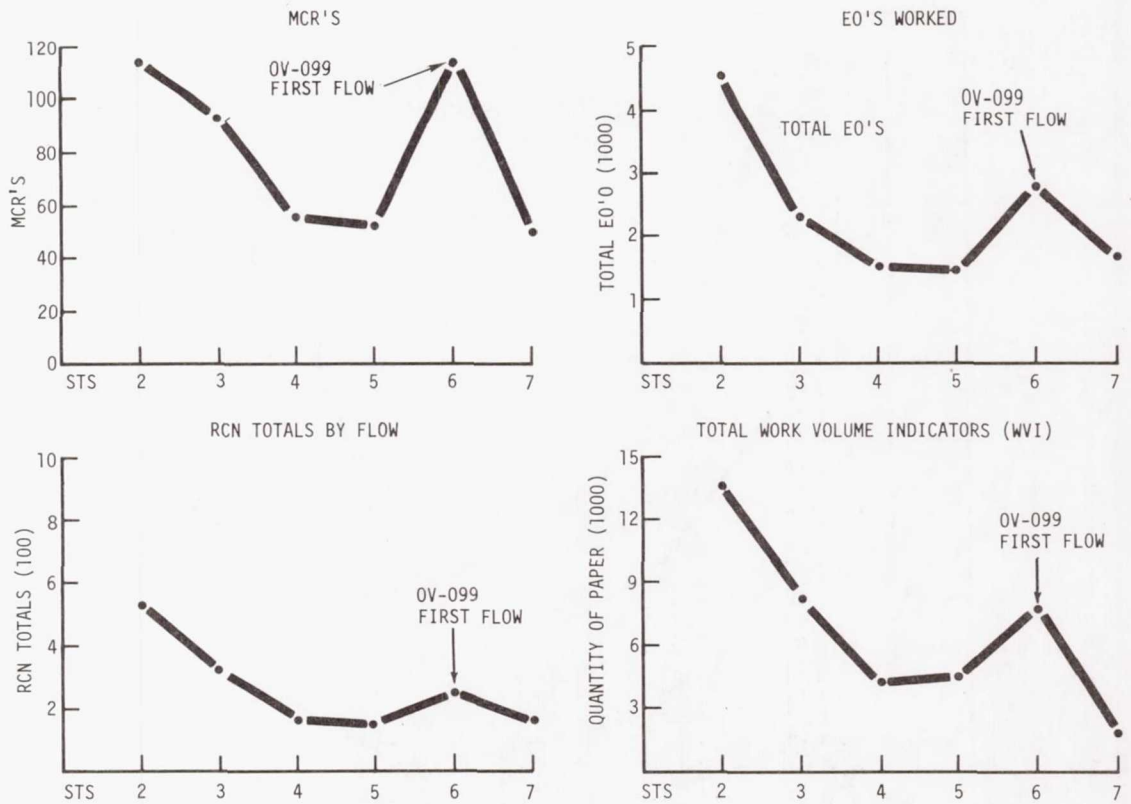 MCR'S
120
100
80
60
40
20
0
MCR'S
OV-099
FIRST FLOW
STS 2 3 4 5 6 7
EO'S WORKED
5
4
3
2
1
TOTAL EO'O (1000)
TOTAL EO'S
OV-099
FIRST FLOW
STS 2 3 4 5 6 7
RCN TOTALS BY FLOW
10
8
6
4
2
RCN TOTALS (100)
OV-099
FIRST FLOW
STS 2 3 4 5 6 7
TOTAL WORK VOLUME INDICATORS (WVI)
15
12
9
6
3
QUANTITY OF PAPER (1000)
OV-099
FIRST FLOW
STS 2 3 4 5 6 7